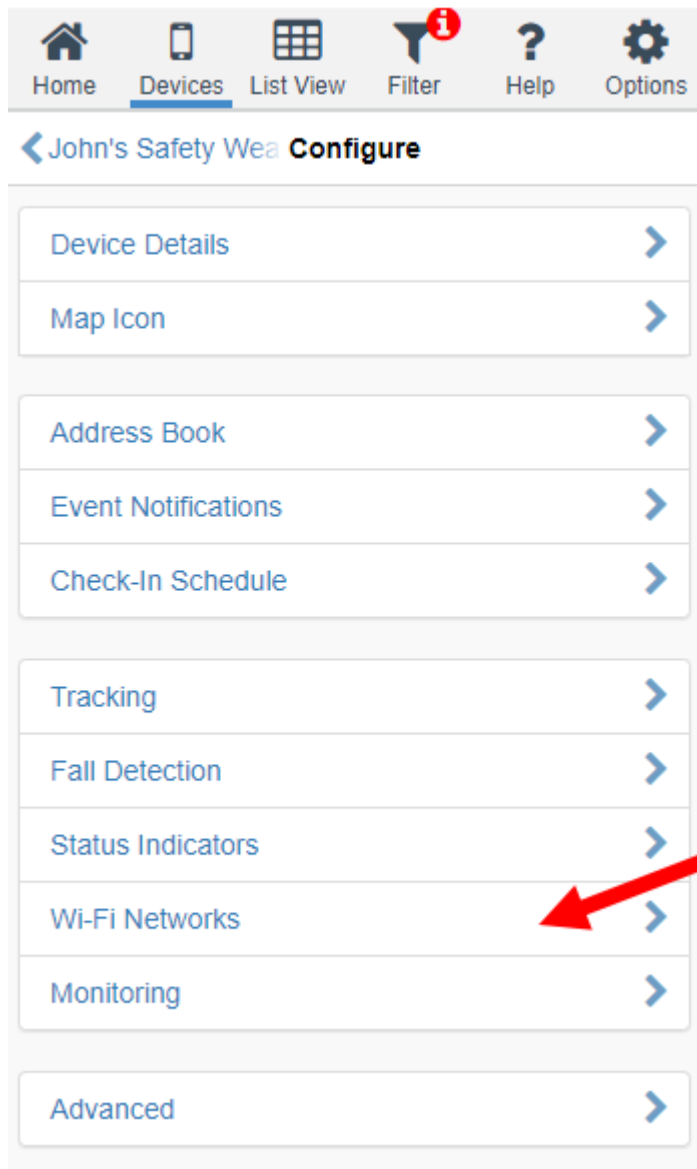 Home Devices List View Filter Help Options
John's Safety Wea Configure
Device Details
Map Icon
Address Book
Event Notifications
Check-In Schedule
Tracking
Fall Detection
Status Indicators
Wi-Fi Networks
Monitoring
Advanced